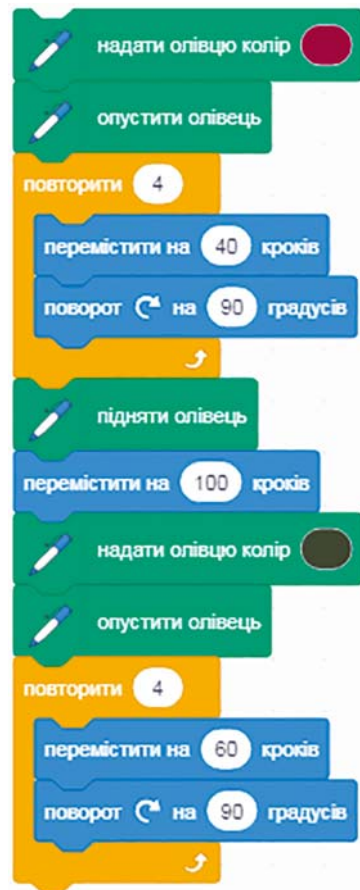 надати олівцю колір
опустити олівець
повторити 4
перемістити на 40 кроків
поворот на 90 градусів
підняти олівець
перемістити на 100 кроків
надати олівцю колір
опустити олівець
повторити 4
перемістити на 60 кроків
поворот на 90 градусів